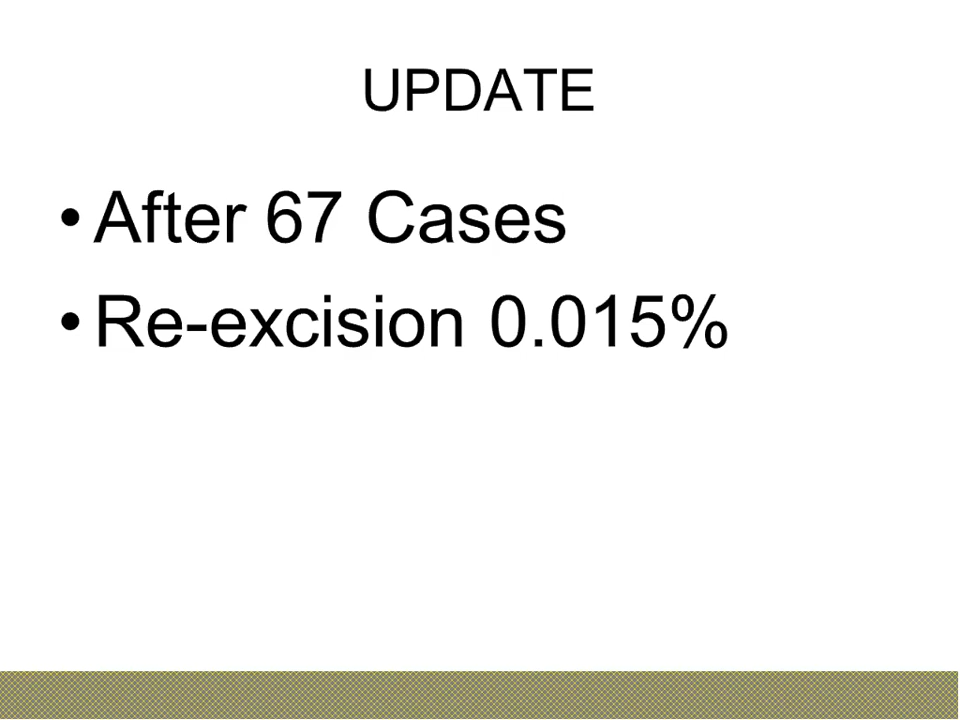 UPDATE
•After 67 Cases
•Re-excision 0.015%